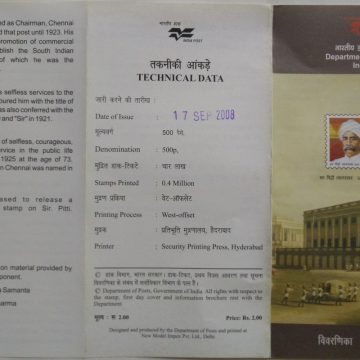 ed as Chairman, Chennai
d that post until 1923. His
promotion of commercial
blish the South Indian
of which he was the
e selfless services to the
oured him with the title of
as also conferred with the
and "Sir" in 1921.
of selfless, courageous,
ervice in the public life
1925 at the age of 73.
n Chennai was named in
leased to release a
stamp on Sir. Pitti.
on material provided by
ponent.
Samanta
arma
भारतीय डाक
INDIA POST
तकनीकी आंकड़े
TECHNICAL DATA
जारी करने की तारीख :
Date of Issue : 17 SEP 2008
मूल्यवर्ग : 500 पै.
Denomination : 500p.
मुद्रित डाक-टिकटें : चार लाख
Stamps Printed : 0.4 Million
मुद्रण प्रक्रिया : वेट-ऑफसेट
Printing Process : Wet-offset
मुद्रक : प्रतिभूति मुद्रणालय, हैदराबाद
Printer : Security Printing Press, Hyderabad
© डाक विभाग, भारत सरकार। डाक-टिकट, प्रथम दिवस आवरण तथा सूचना
विवरणिका के संबंध में सर्वाधिकार विभाग के पास है।
© Department of Posts, Government of India. All rights with respect to
the stamp, first day cover and information brochure rest with the
Department.
मूल्य : रु. 2.00 Price: Rs. 2.00
Designed and produced by the Department of Posts and printed at
New Model Impex Pvt. Ltd., Delhi.
भारतीय
Department
In
विवरणिका